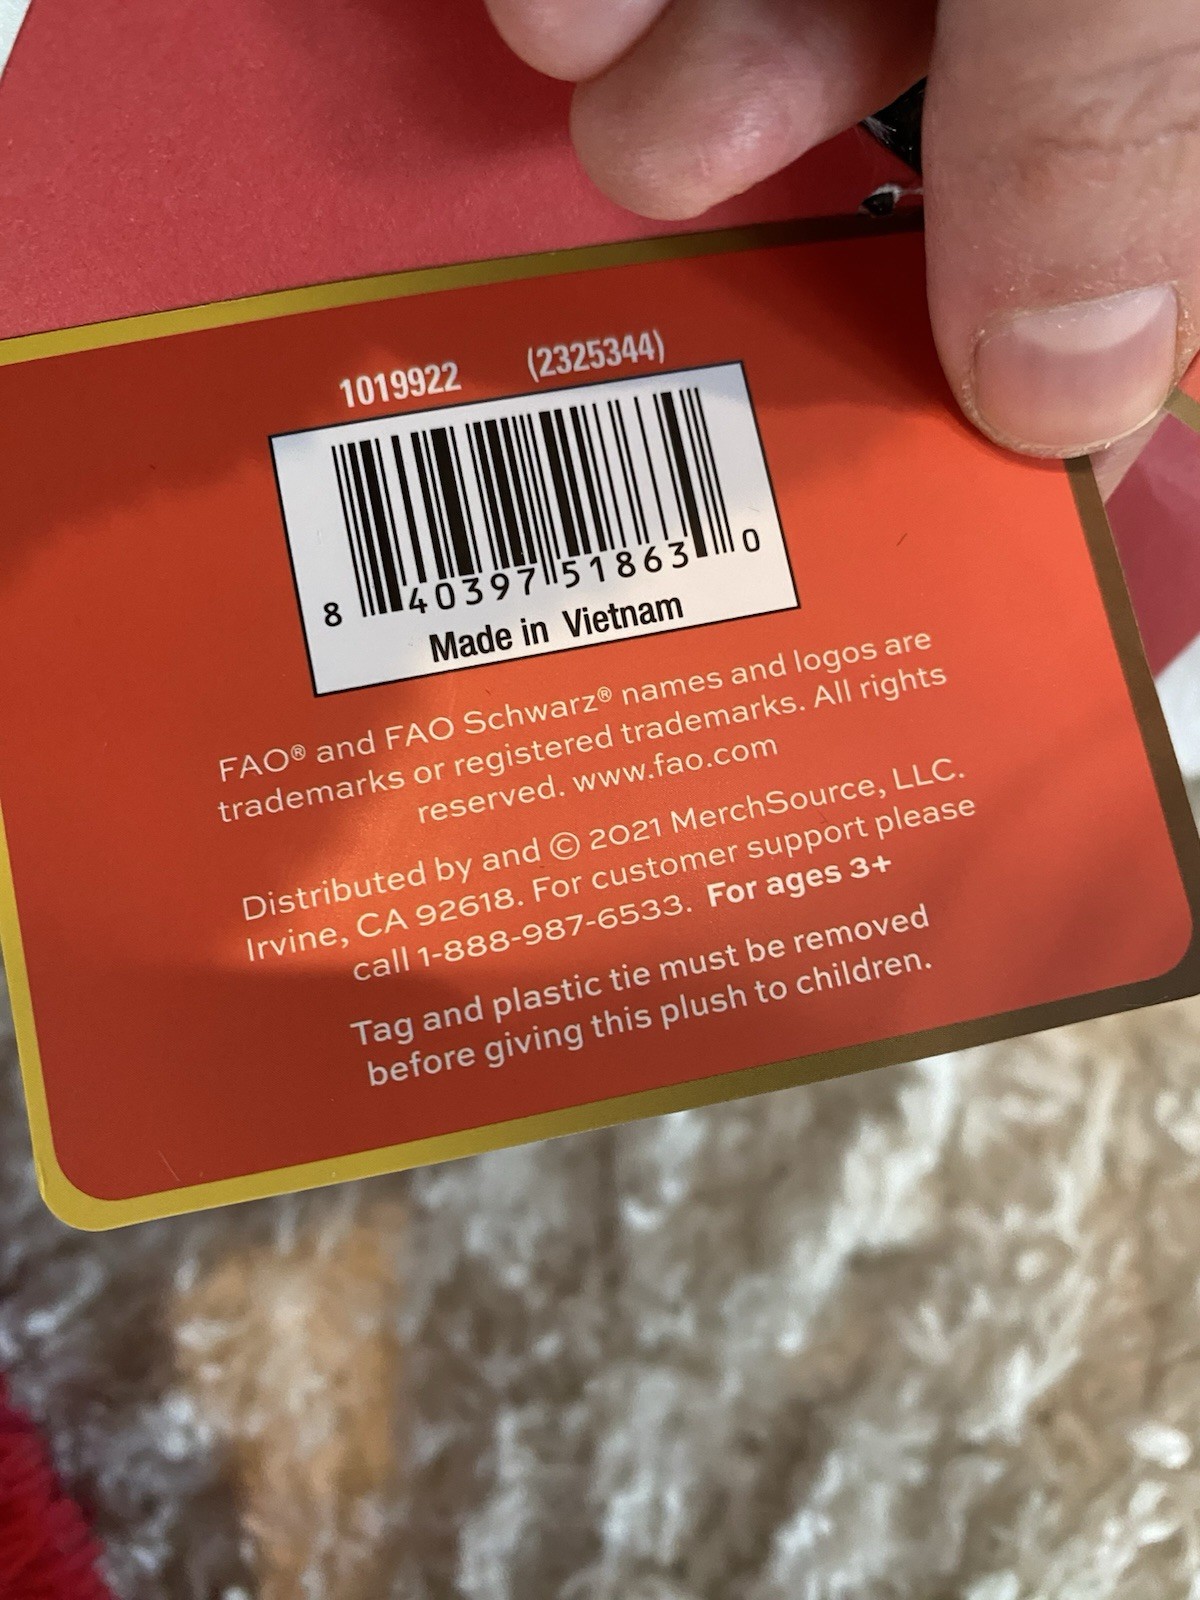 1019922 (2325344)
8 40397 51863 0
Made in Vietnam
FAO® and FAO Schwarz® names and logos are
trademarks or registered trademarks. All rights
reserved. www.fao.com
Distributed by and © 2021 MerchSource, LLC.
Irvine, CA 92618. For customer support please
call 1-888-987-6533. For ages 3+
Tag and plastic tie must be removed
before giving this plush to children.